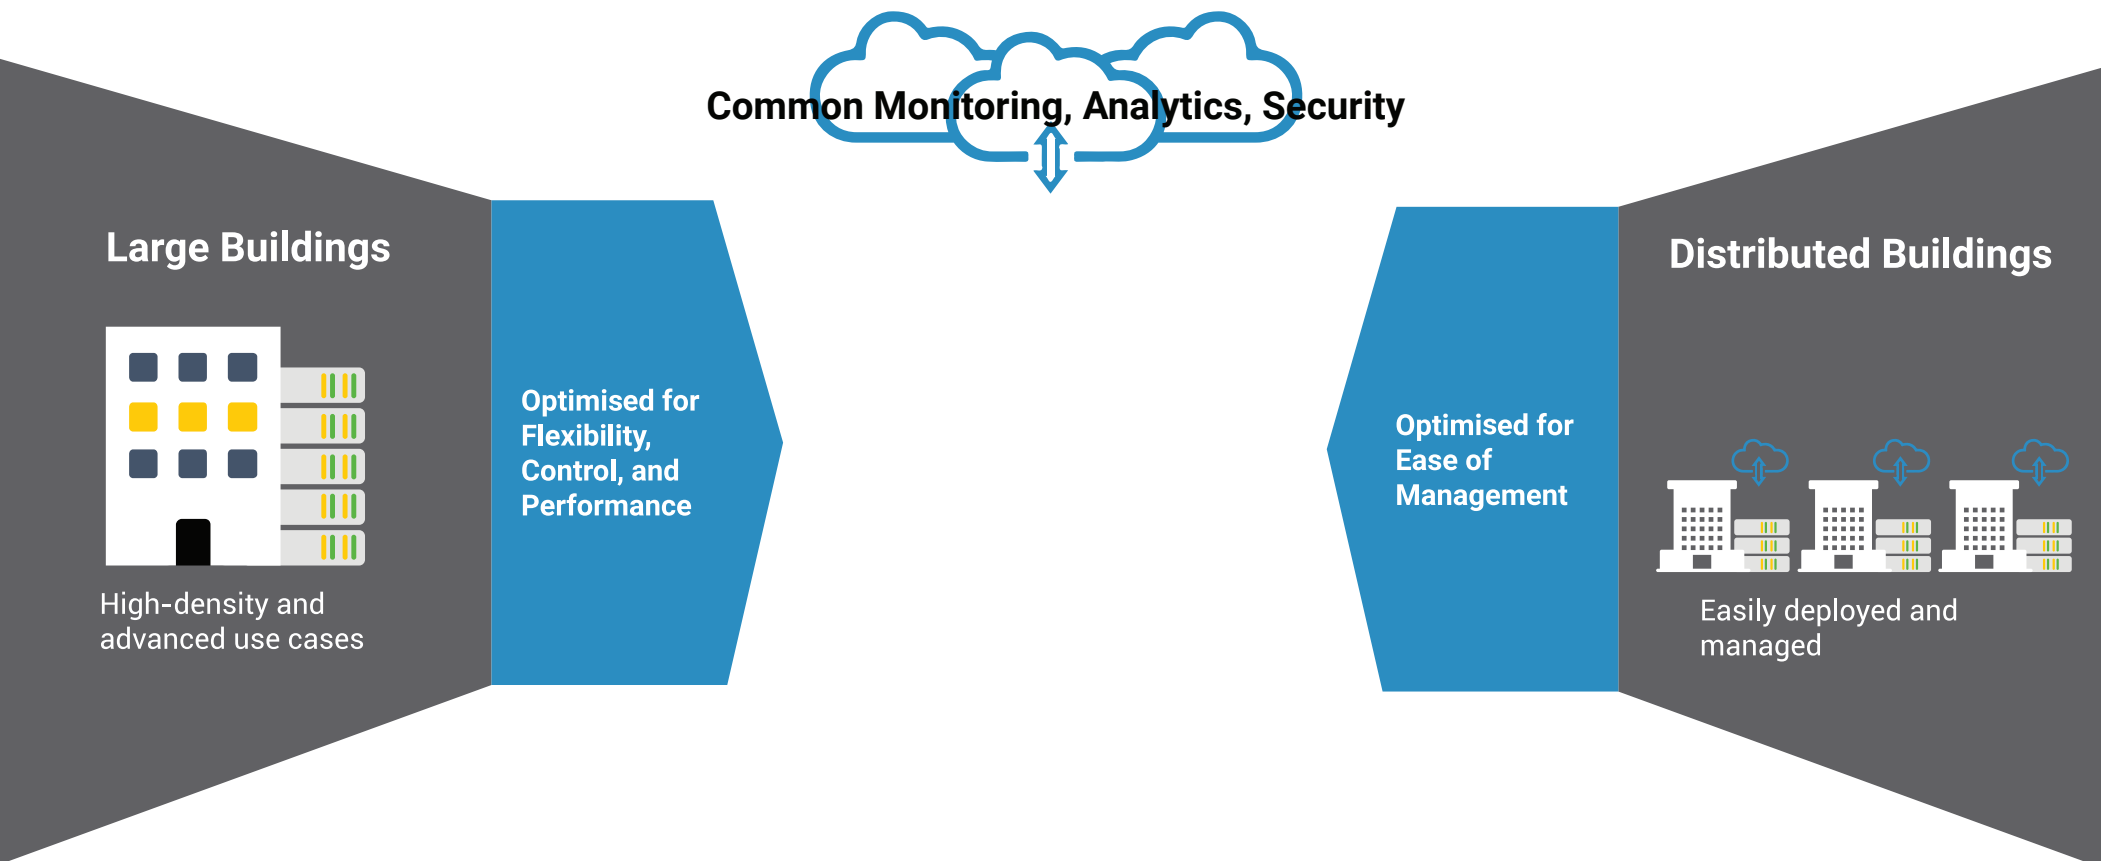 Common Monitoring, Analytics, Security
Large Buildings
High-density and
advanced use cases
Optimised for
Flexibility,
Control, and
Performance
Optimised for
Ease of
Management
Distributed Buildings
Easily deployed and
managed